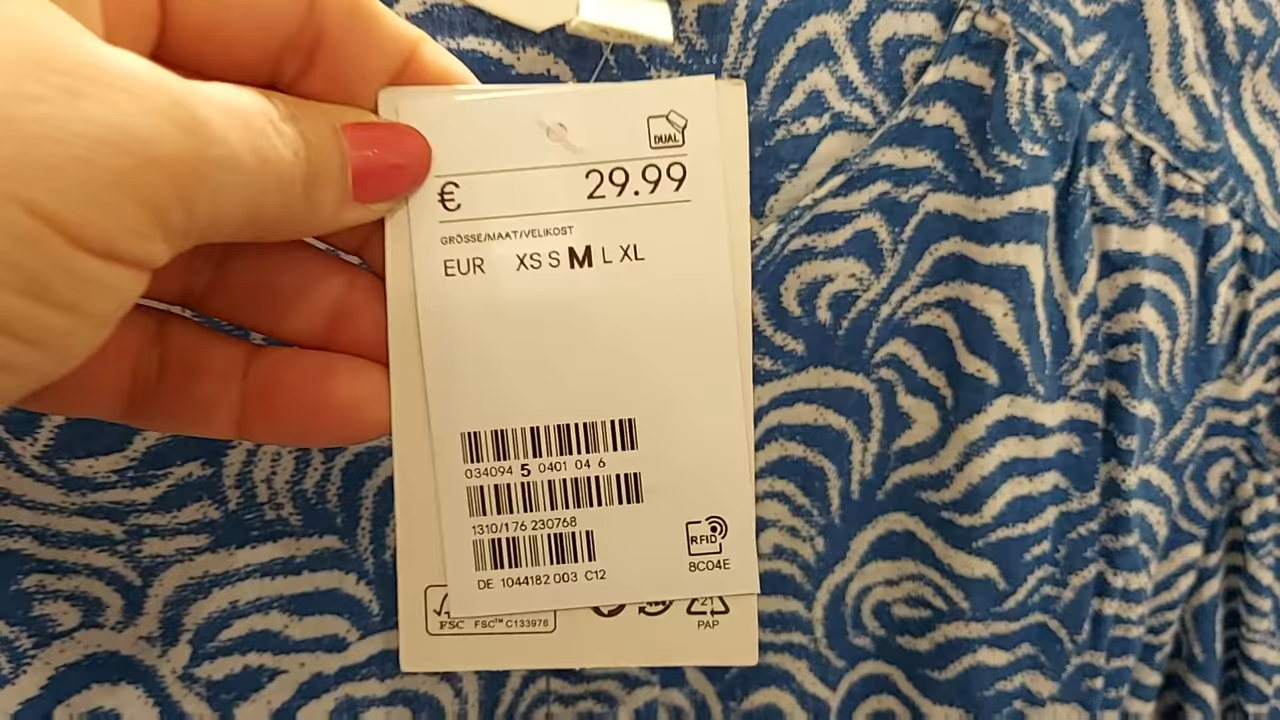 DUAL
€ 29.99
GRÖSSE/MAAT/VELIKOST
EUR XS S M L XL
034094 5 0401 04 6
1310/176 230768
RFID
8C04E
DE 1044182 003 C12
FSC FSC™ C133976
21
PAP